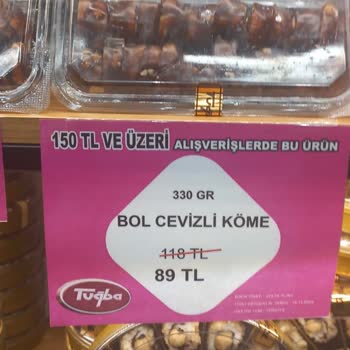 150 TL VE ÜZERİ ALIŞVERİŞLERDE BU ÜRÜN
330 GR
BOL CEVİZLİ KÖME
118 TL
89 TL
Tuğba